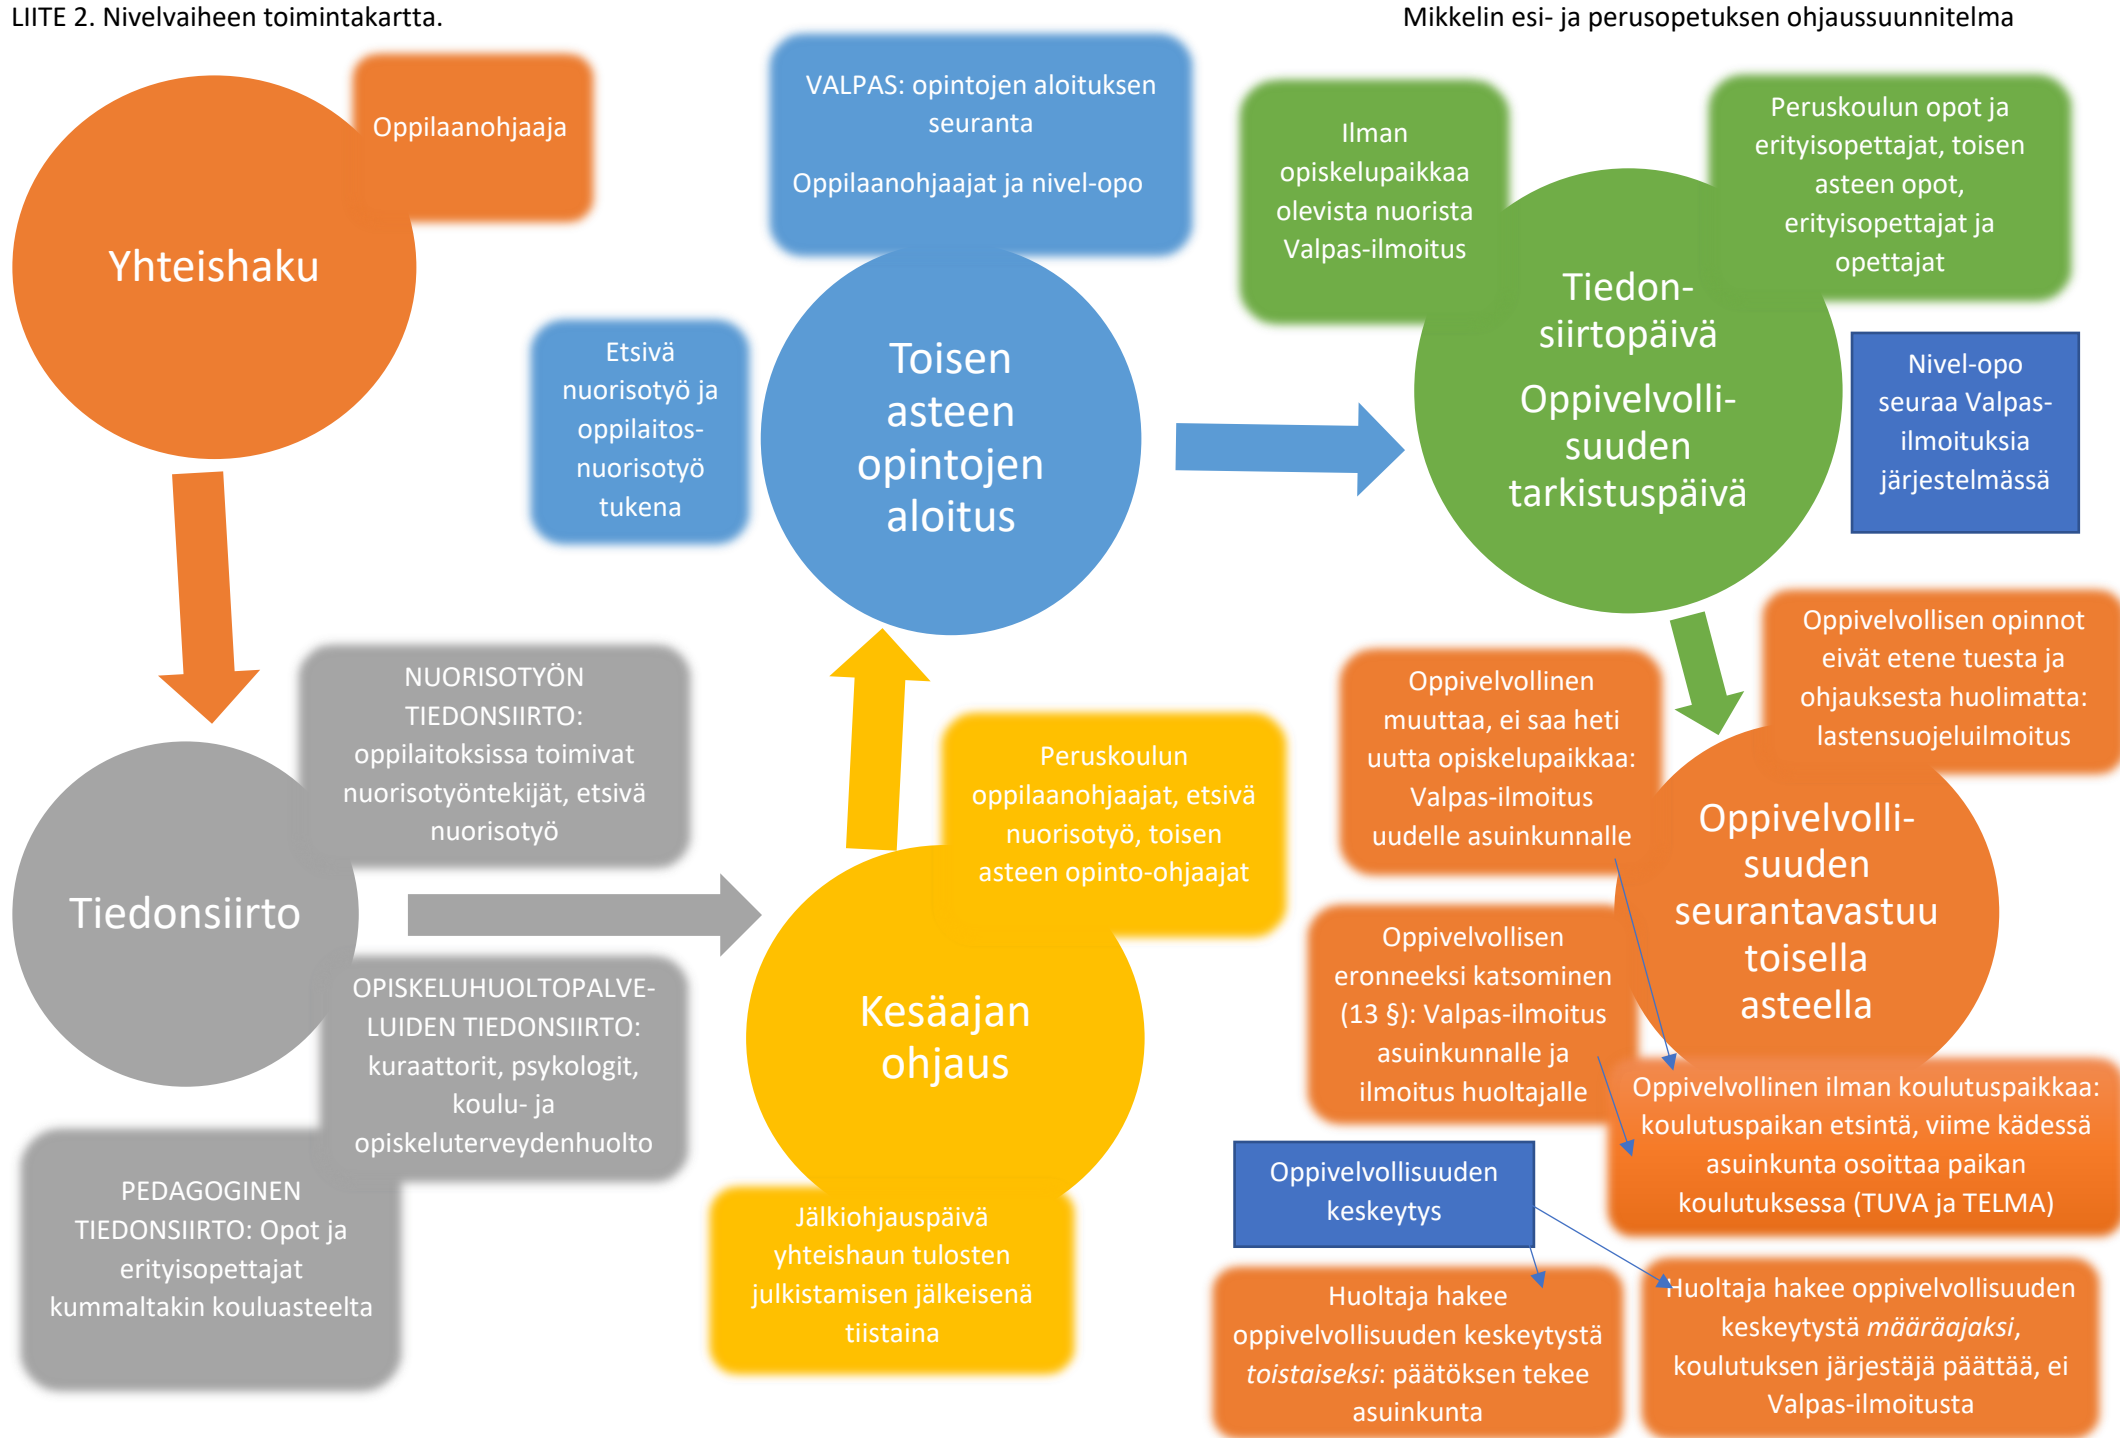 LIITE 2. Nivelvaiheen toimintakartta.
Mikkelin esi- ja perusopetuksen ohjaussuunnitelma
Yhteishaku
Oppilaanohjaaja
Tiedonsiirto
NUORISOTYÖN
TIEDONSIIRTO:
oppilaitoksissa toimivat
nuorisotyöntekijät, etsivä
nuorisotyö
OPISKELUHUOLTOPALVE-
LUIDEN TIEDONSIIRTO:
kuraattorit, psykologit,
koulu- ja
opiskeluterveydenhuolto
PEDAGOGINEN
TIEDONSIIRTO: Opot ja
erityisopettajat
kummaltakin kouluasteelta
Kesäajan
ohjaus
Peruskoulun
oppilaanohjaajat, etsivä
nuorisotyö, toisen
asteen opinto-ohjaajat
Jälkiohjauspäivä
yhteishaun tulosten
julkistamisen jälkeisenä
tiistaina
Toisen
asteen
opintojen
aloitus
VALPAS: opintojen aloituksen
seuranta
Oppilaanohjaajat ja nivel-opo
Etsivä
nuorisotyö ja
oppilaitos-
nuorisotyö
tukena
Tiedon-
siirtopäivä
Oppivelvolli-
suuden
tarkistuspäivä
Ilman
opiskelupaikkaa
olevista nuorista
Valpas-ilmoitus
Peruskoulun opot ja
erityisopettajat, toisen
asteen opot,
erityisopettajat ja
opettajat
Nivel-opo
seuraa Valpas-
ilmoituksia
järjestelmässä
Oppivelvolli-
suuden
seurantavastuu
toisella
asteella
Oppivelvollisen opinnot
eivät etene tuesta ja
ohjauksesta huolimatta:
lastensuojeluilmoitus
Oppivelvollinen
muuttaa, ei saa heti
uutta opiskelupaikkaa:
Valpas-ilmoitus
uudelle asuinkunnalle
Oppivelvollisen
eronneeksi katsominen
(13 §): Valpas-ilmoitus
asuinkunnalle ja
ilmoitus huoltajalle
Oppivelvollinen ilman koulutuspaikkaa:
koulutuspaikan etsintä, viime kädessä
asuinkunta osoittaa paikan
koulutuksessa (TUVA ja TELMA)
Oppivelvollisuuden
keskeytys
Huoltaja hakee
oppivelvollisuuden keskeytystä
toistaiseksi: päätöksen tekee
asuinkunta
Huoltaja hakee oppivelvollisuuden
keskeytystä määräajaksi,
koulutuksen järjestäjä päättää, ei
Valpas-ilmoitusta